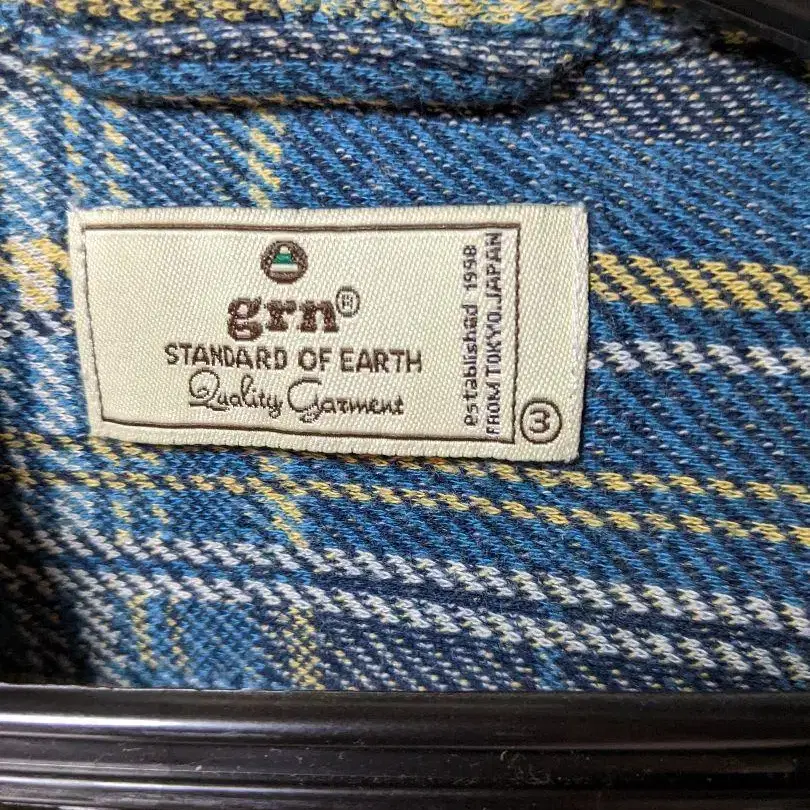 grn®
STANDARD OF EARTH
Quality Garment
established 1998
FROM TOKYO.JAPAN
3